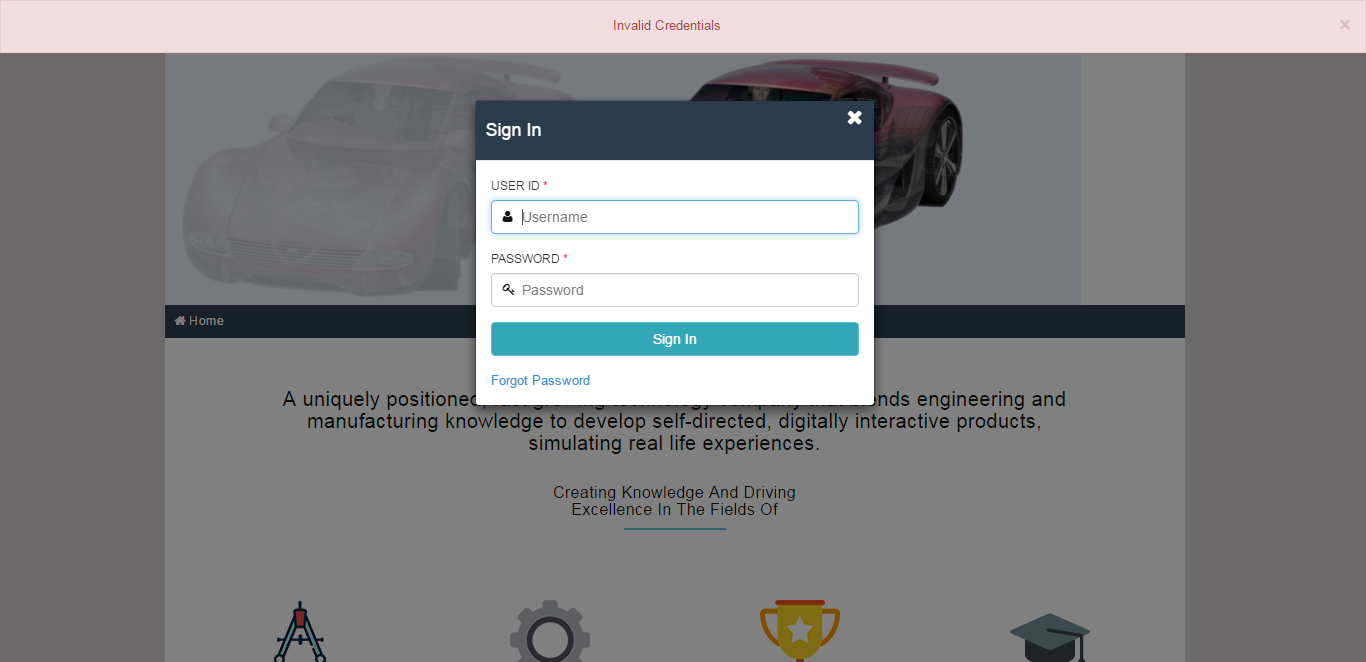 Invalid Credentials
×
Sign In
USER ID *
Username
PASSWORD *
Password
Sign In
Forgot Password
Home
A uniquely positioned, engineering and
manufacturing knowledge to develop self-directed, digitally interactive products,
simulating real life experiences.
Creating Knowledge And Driving
Excellence In The Fields Of